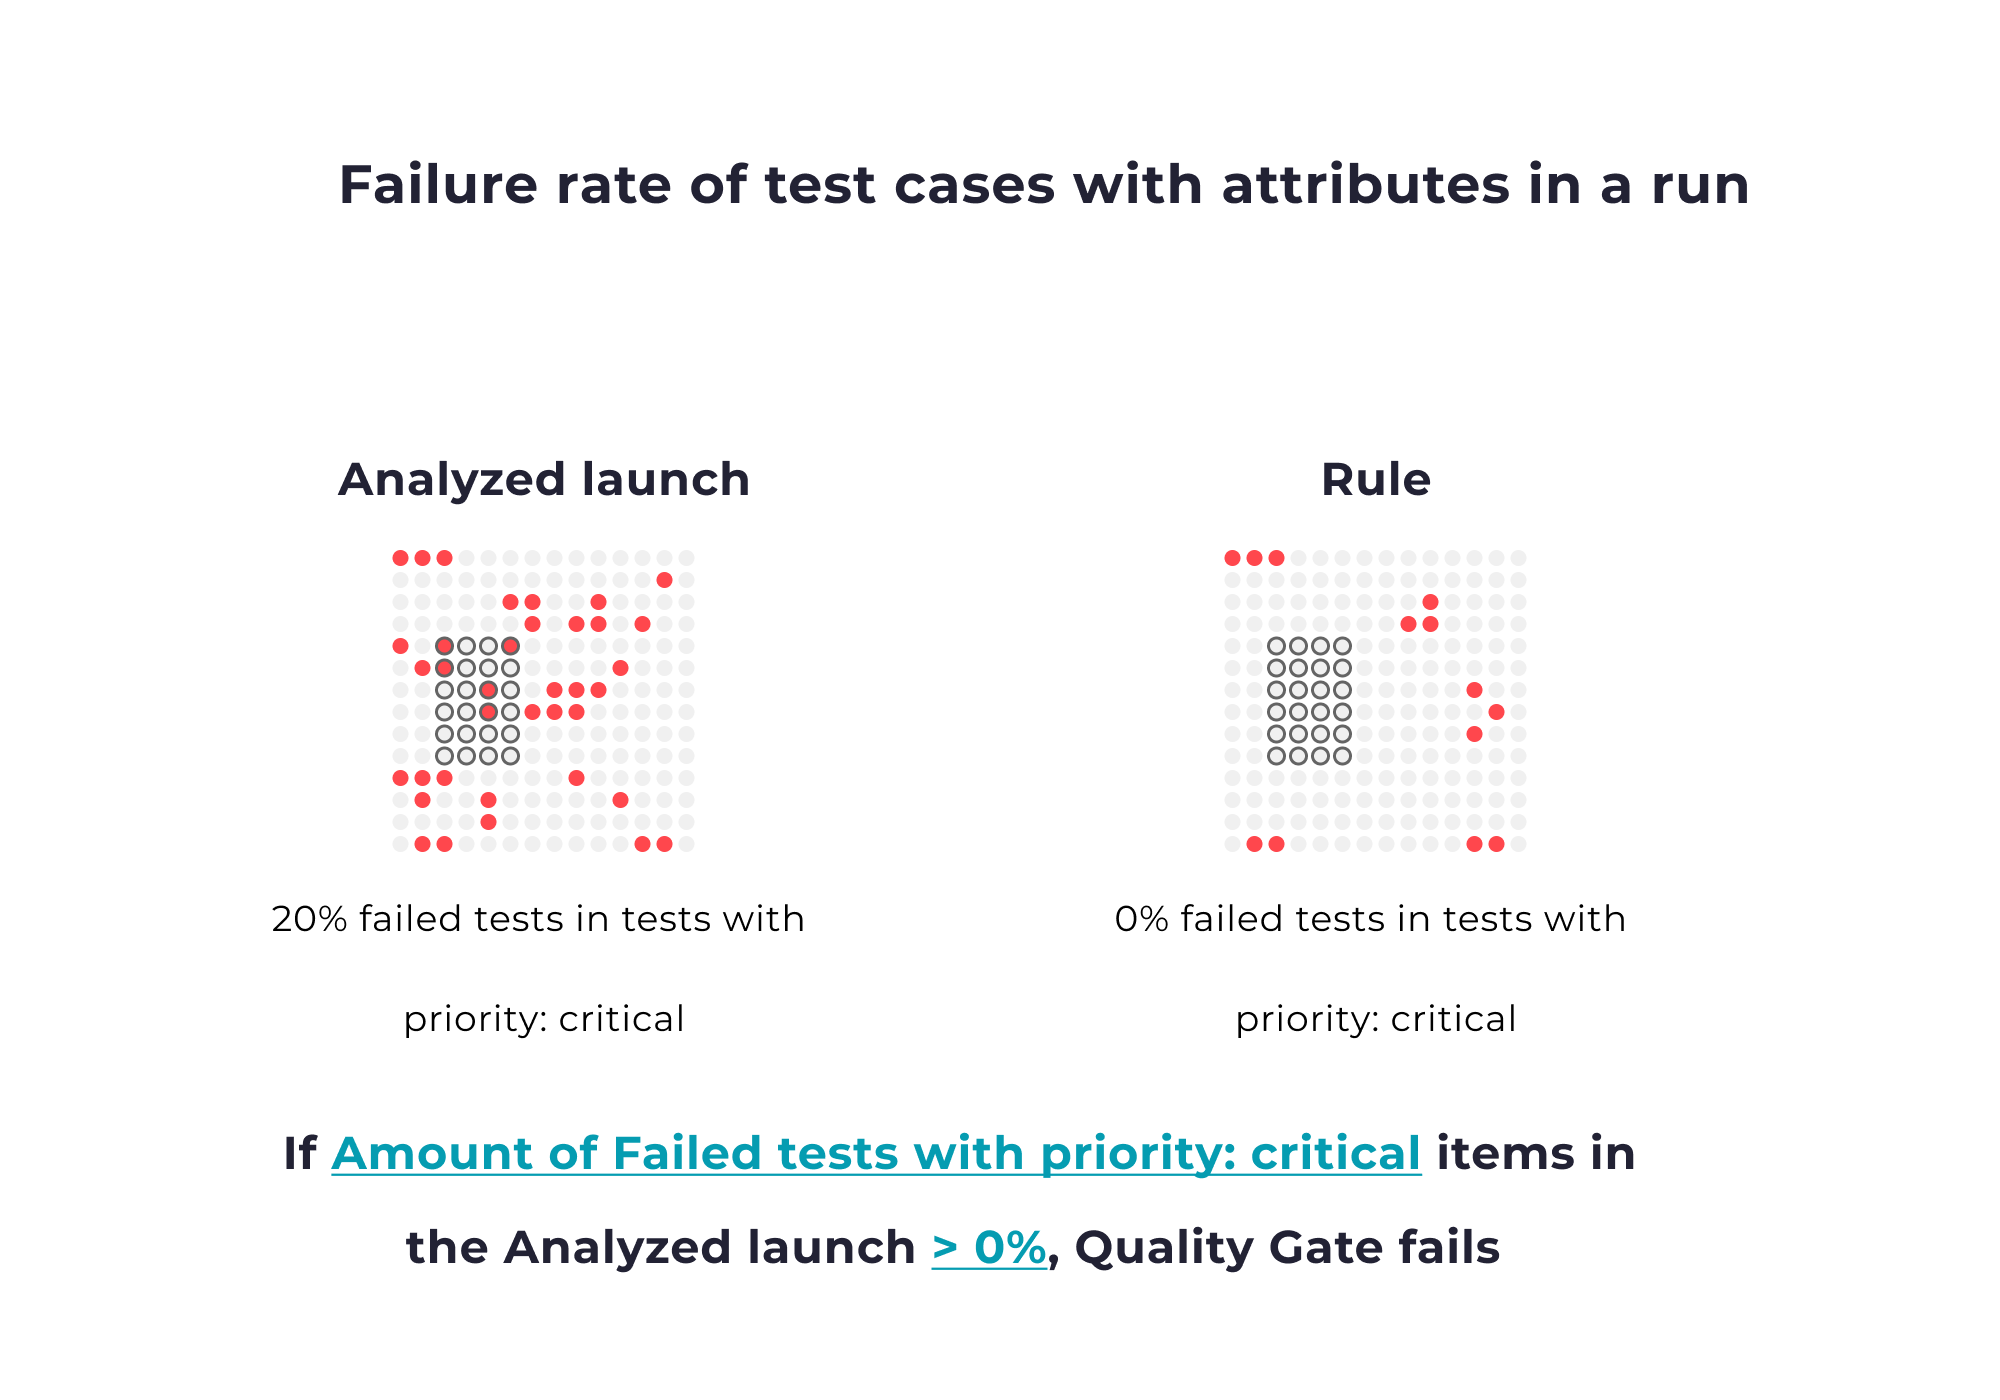 Failure rate of test cases with attributes in a run
Analyzed launch
Rule
20% failed tests in tests with
priority: critical
0% failed tests in tests with
priority: critical
If Amount of Failed tests with priority: critical items in
the Analyzed launch > 0%, Quality Gate fails